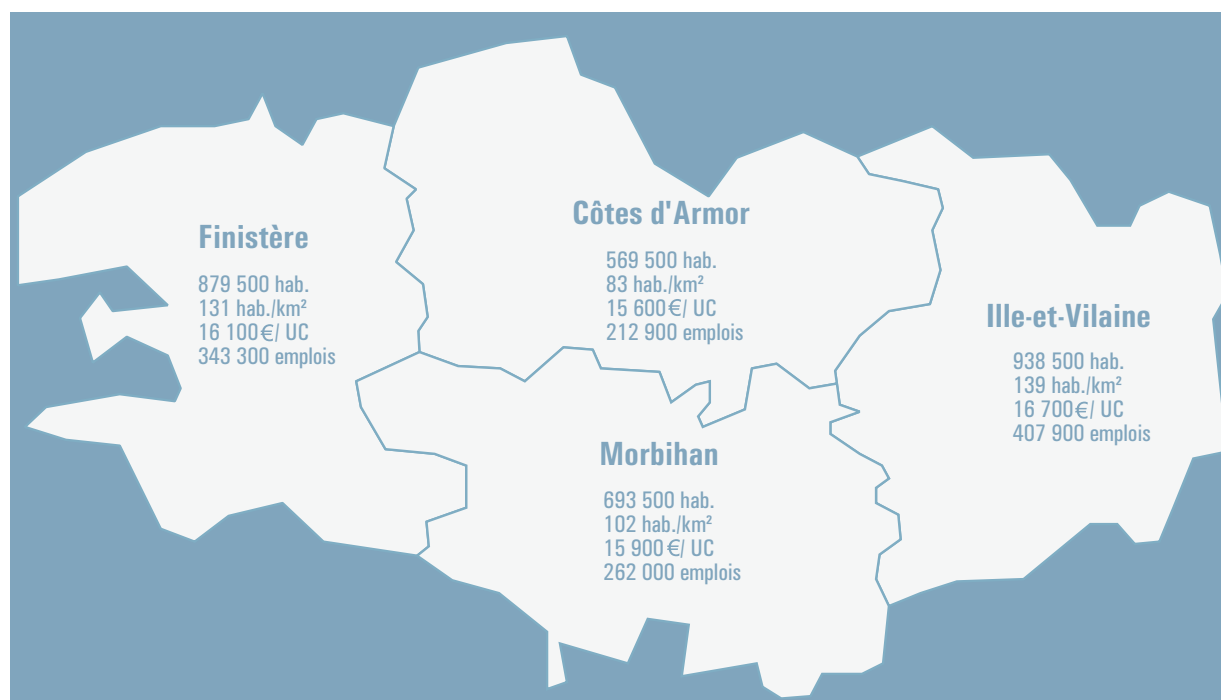 Finistère
879 500 hab.
131 hab./km²
16 100€/ UC
343 300 emplois
Côtes d'Armor
569 500 hab.
83 hab./km²
15 600€/ UC
212 900 emplois
Ille-et-Vilaine
938 500 hab.
139 hab./km²
16 700€/ UC
407 900 emplois
Morbihan
693 500 hab.
102 hab./km²
15 900€/ UC
262 000 emplois